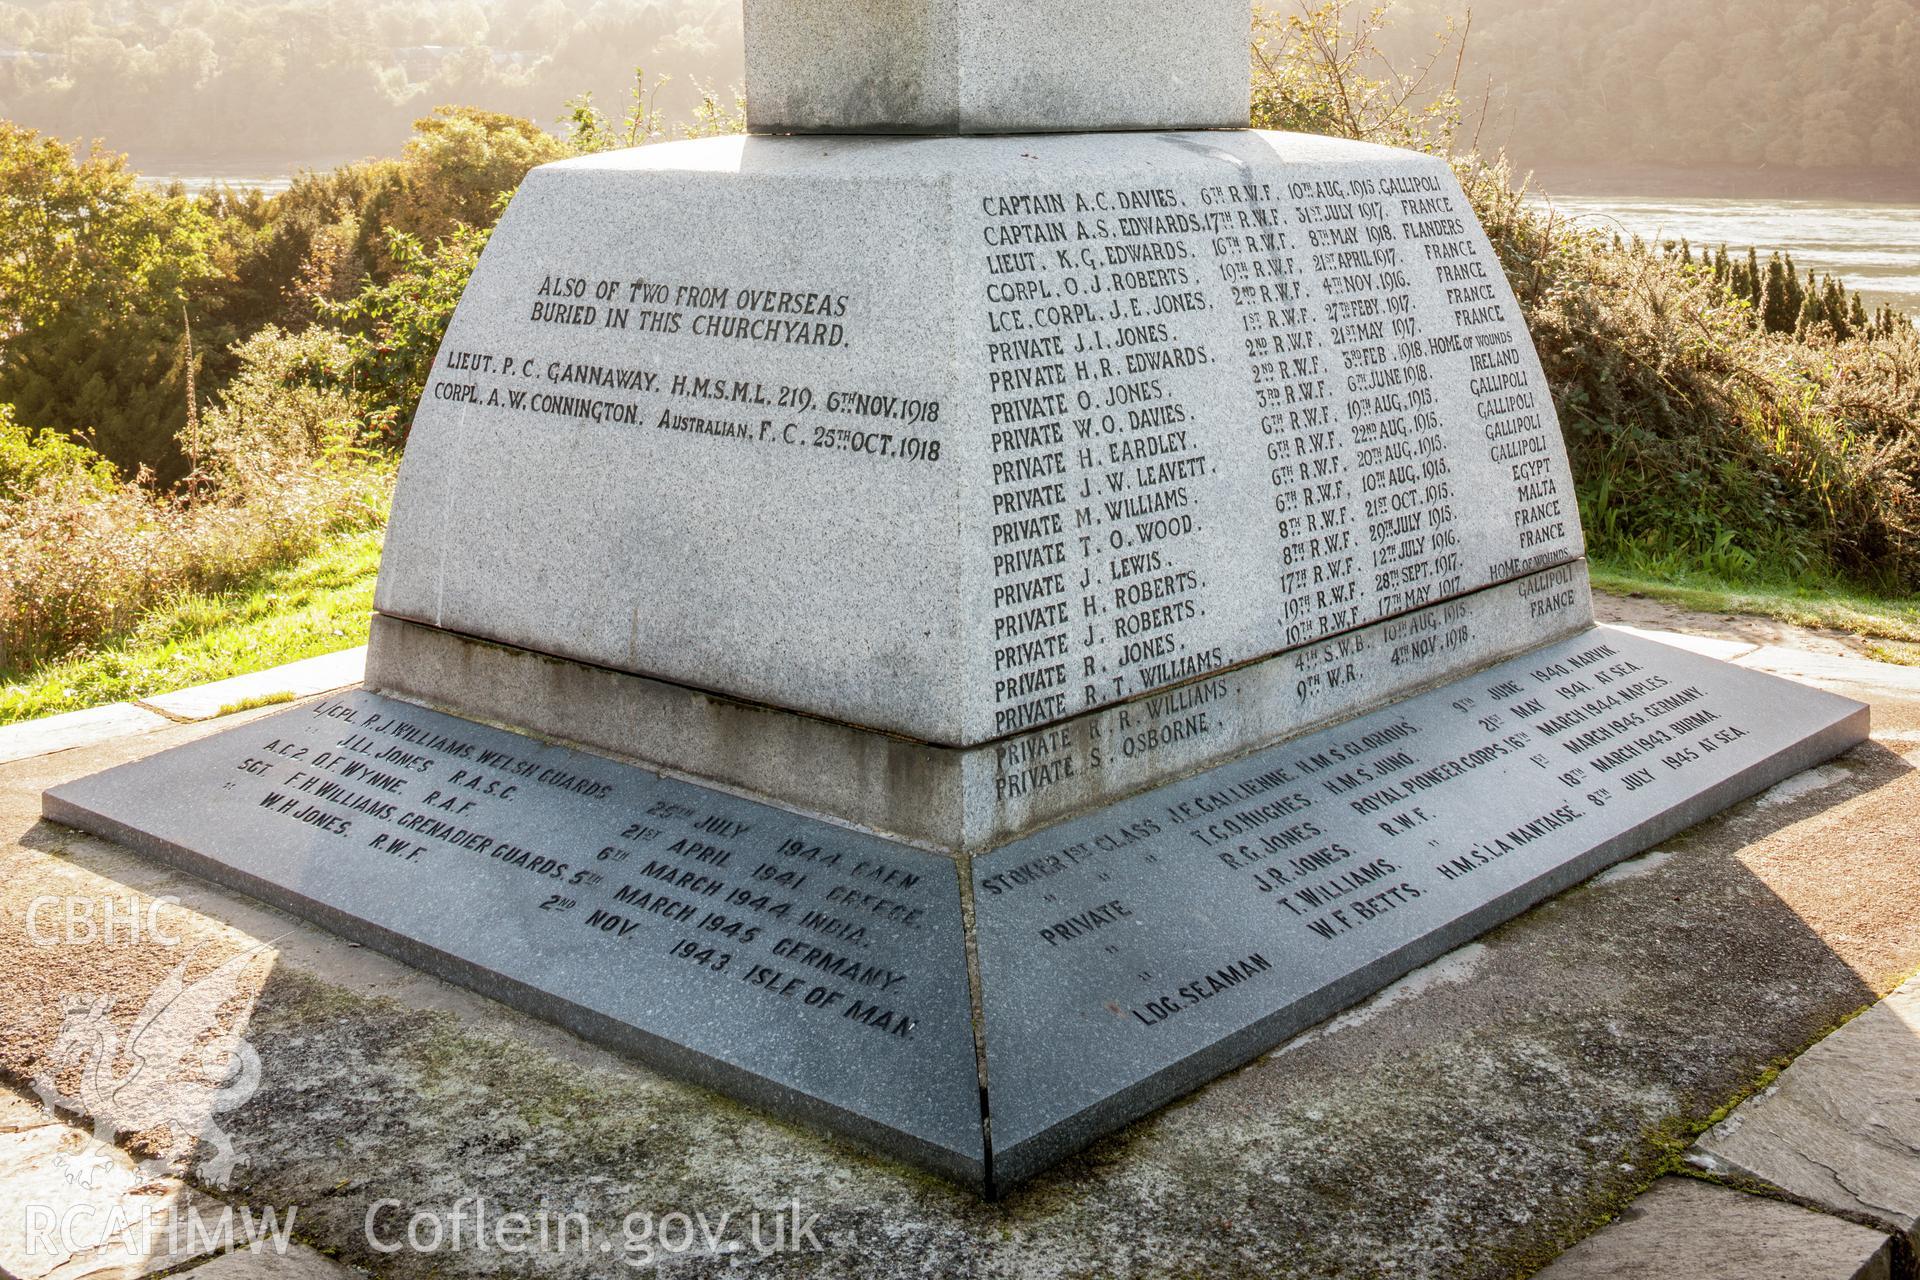 ALSO OF TWO FROM OVERSEAS
BURIED IN THIS CHURCHYARD.
LIEUT. P. C. GANNAWAY. H.M.S.M.L. 219. 6TH NOV. 1918
CORPL. A. W. CONNINGTON. AUSTRALIAN. F. C. 25TH OCT. 1918
CAPTAIN A.C. DAVIES. 6TH R.W.F. 10TH AUG. 1915. GALLIPOLI
CAPTAIN A.S. EDWARDS. 17TH R.W.F. 31ST JULY 1917. FRANCE
LIEUT. K.G. EDWARDS. 16TH R.W.F. 8TH MAY 1918. FLANDERS
CORPL. O.J. ROBERTS. 19TH R.W.F. 21ST APRIL 1917. FRANCE
LCE. CORPL. J.E. JONES. 2ND R.W.F. 4TH NOV. 1916. FRANCE
PRIVATE J.I. JONES. 1ST R.W.F. 27TH FEBY. 1917. FRANCE
PRIVATE H.R. EDWARDS. 2ND R.W.F. 21ST MAY 1917. FRANCE
PRIVATE O. JONES. 2ND R.W.F. 3RD FEB. 1918. HOME OF WOUNDS
PRIVATE W.O. DAVIES. 3RD R.W.F. 6TH JUNE 1918. IRELAND
PRIVATE H. EARDLEY. 6TH R.W.F. 19TH AUG. 1915. GALLIPOLI
PRIVATE J.W. LEAVETT. 6TH R.W.F. 22ND AUG. 1915. GALLIPOLI
PRIVATE M. WILLIAMS. 6TH R.W.F. 20TH AUG. 1915. GALLIPOLI
PRIVATE T.O. WOOD. 6TH R.W.F. 10TH AUG. 1915. GALLIPOLI
PRIVATE J. LEWIS. 8TH R.W.F. 21ST OCT. 1915. EGYPT
PRIVATE H. ROBERTS. 8TH R.W.F. 29TH JULY 1915. MALTA
PRIVATE J. ROBERTS. 17TH R.W.F. 12TH JULY 1916. FRANCE
PRIVATE R. JONES. 19TH R.W.F. 28TH SEPT. 1917. FRANCE
PRIVATE R.T. WILLIAMS. 19TH R.W.F. 17TH MAY 1917. HOME OF WOUNDS
PRIVATE R.R. WILLIAMS. 4TH S.W.B. 10TH AUG. 1915. GALLIPOLI
PRIVATE S. OSBORNE. 9TH W.R. 4TH NOV. 1918. FRANCE
L/CPL. R.J. WILLIAMS. WELSH GUARDS 25TH JULY 1944. CAEN
" J.LL. JONES R.A.S.C. 21ST APRIL 1941 GREECE.
A.C.2. O.F. WYNNE. R.A.F. 6TH MARCH 1944. INDIA.
SGT. F.H. WILLIAMS. GRENADIER GUARDS. 5TH MARCH 1945 GERMANY.
" W.H. JONES. R.W.F. 2ND NOV. 1943. ISLE OF MAN.
STOKER 1ST CLASS J.F. GALLIENNE. H.M.S. 'GLORIOUS'. 9TH JUNE 1940. NARVIK.
" " T.G.O. HUGHES. H.M.S. 'JUNO'. 21ST MAY 1941. AT SEA.
PRIVATE R.G. JONES. ROYAL PIONEER CORPS. 16TH MARCH 1944. NAPLES.
" J.R. JONES. R.W.F. 1ST MARCH 1945. GERMANY.
" T. WILLIAMS. " 18TH MARCH 1943. BURMA.
LDG. SEAMAN W.F. BETTS. H.M.S. 'LA NANTAISE'. 8TH JULY 1945 AT SEA.
CBHC
RCAHMW Coflein.gov.uk